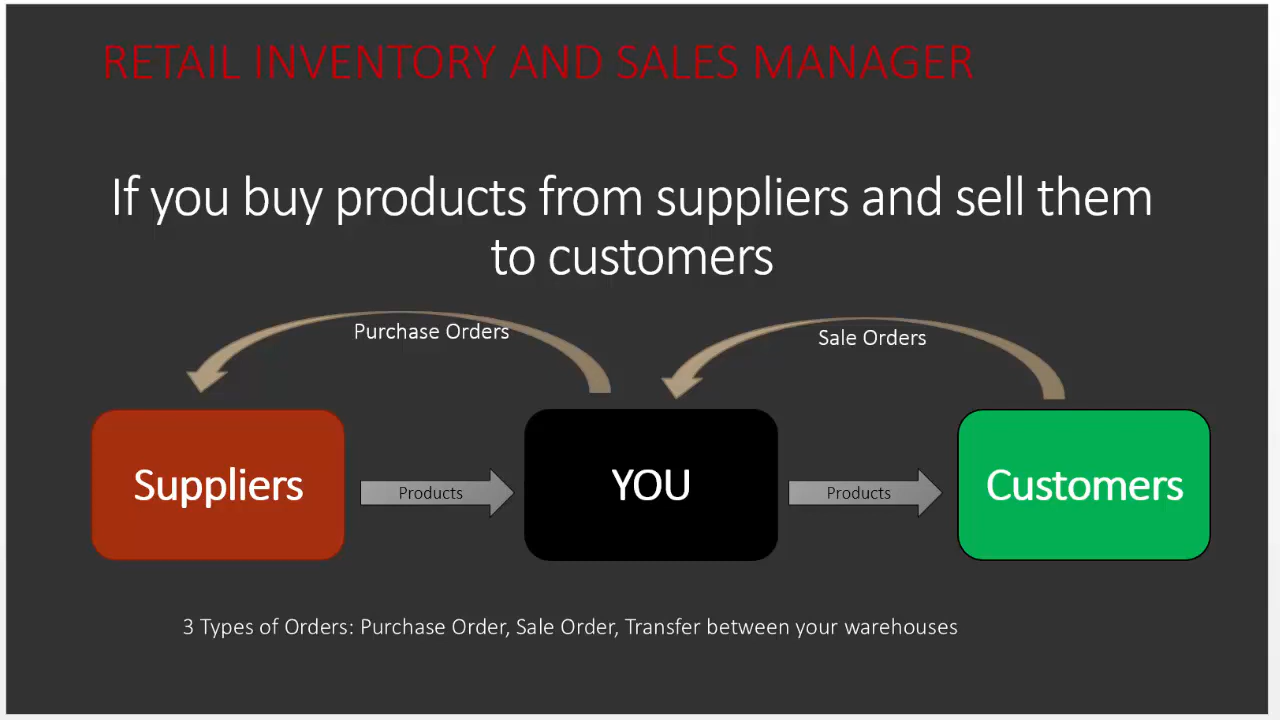 RETAIL INVENTORY AND SALES MANAGER
If you buy products from suppliers and sell them
to customers
Purchase Orders
Sale Orders
Suppliers
Products
YOU
Products
Customers
3 Types of Orders: Purchase Order, Sale Order, Transfer between your warehouses